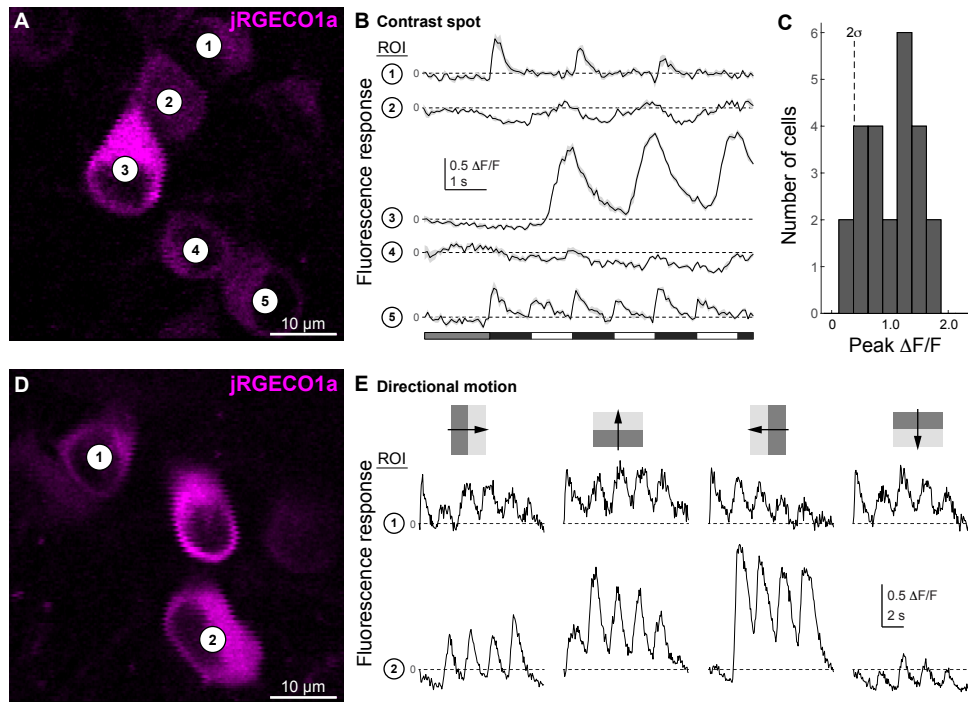 A
jRGECO1a
1
2
3
4
5
10 µm
B Contrast spot
ROI
Fluorescence response
1 0
2 0
0.5 ΔF/F
1 s
3 0
4 0
5 0
C
2σ
Number of cells
6
5
4
3
2
1
0
0 1.0 2.0
Peak ΔF/F
D
jRGECO1a
1
2
10 µm
E Directional motion
ROI
Fluorescence response
1 0
2 0
0.5 ΔF/F
2 s